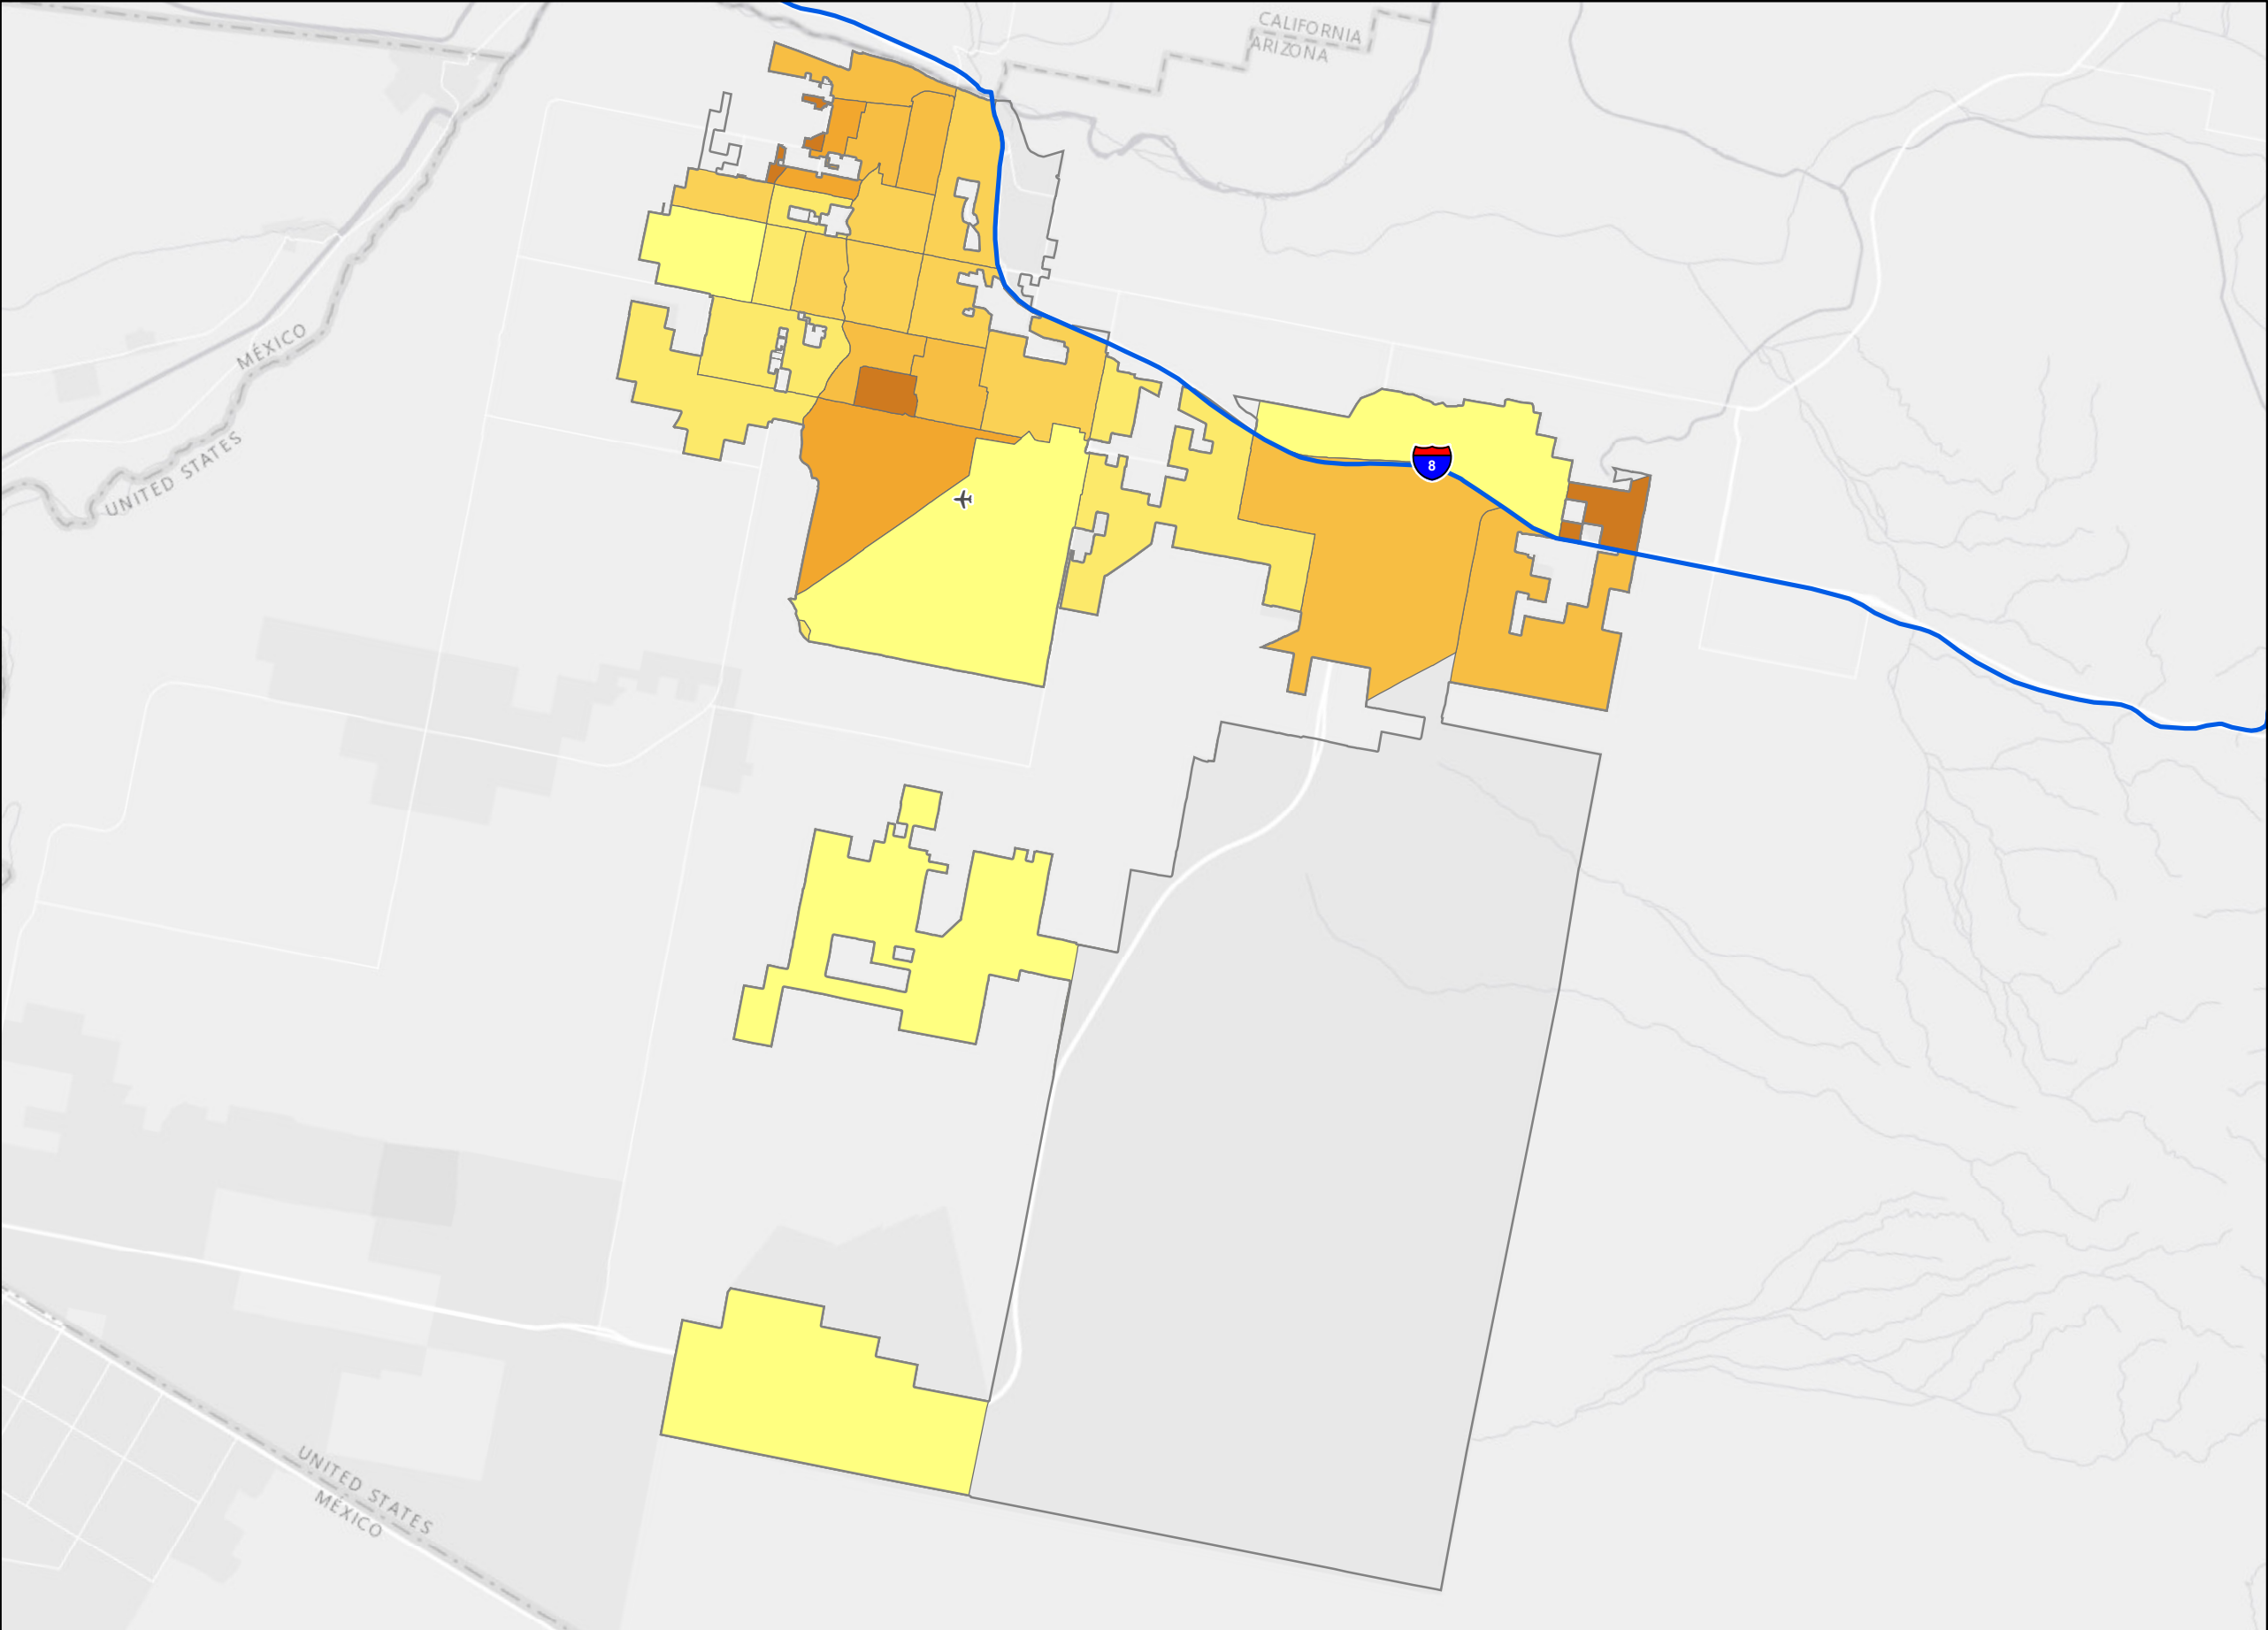 CALIFORNIA
ARIZONA
MÉXICO
UNITED STATES
8
UNITED STATES
MÉXICO